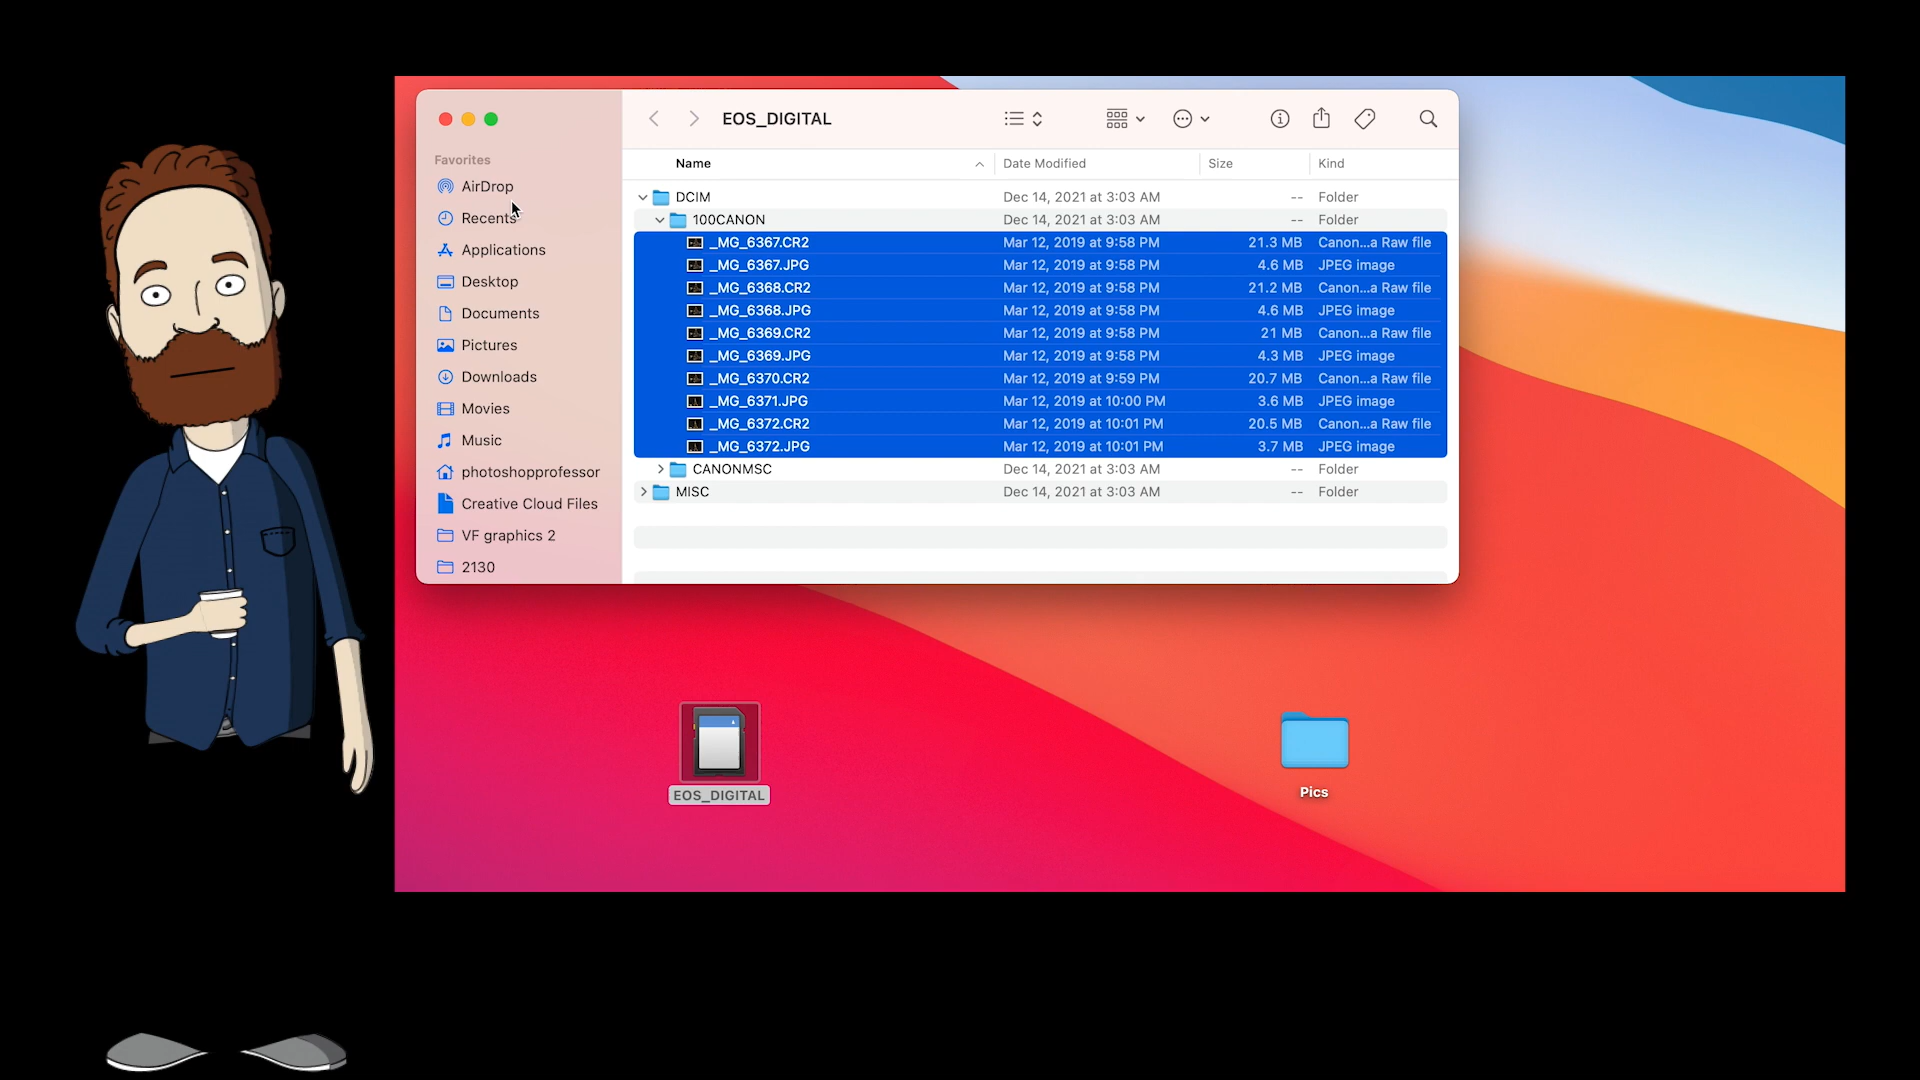 EOS_DIGITAL
Favorites
AirDrop
Recents
Applications
Desktop
Documents
Pictures
Downloads
Movies
Music
photoshopprofessor
Creative Cloud Files
VF graphics 2
2130
Name Date Modified Size Kind
DCIM Dec 14, 2021 at 3:03 AM -- Folder
100CANON Dec 14, 2021 at 3:03 AM -- Folder
_MG_6367.CR2 Mar 12, 2019 at 9:58 PM 21.3 MB Canon...a Raw file
_MG_6367.JPG Mar 12, 2019 at 9:58 PM 4.6 MB JPEG image
_MG_6368.CR2 Mar 12, 2019 at 9:58 PM 21.2 MB Canon...a Raw file
_MG_6368.JPG Mar 12, 2019 at 9:58 PM 4.6 MB JPEG image
_MG_6369.CR2 Mar 12, 2019 at 9:58 PM 21 MB Canon...a Raw file
_MG_6369.JPG Mar 12, 2019 at 9:58 PM 4.3 MB JPEG image
_MG_6370.CR2 Mar 12, 2019 at 9:59 PM 20.7 MB Canon...a Raw file
_MG_6371.JPG Mar 12, 2019 at 10:00 PM 3.6 MB JPEG image
_MG_6372.CR2 Mar 12, 2019 at 10:01 PM 20.5 MB Canon...a Raw file
_MG_6372.JPG Mar 12, 2019 at 10:01 PM 3.7 MB JPEG image
CANONMSC Dec 14, 2021 at 3:03 AM -- Folder
MISC Dec 14, 2021 at 3:03 AM -- Folder
EOS_DIGITAL
Pics